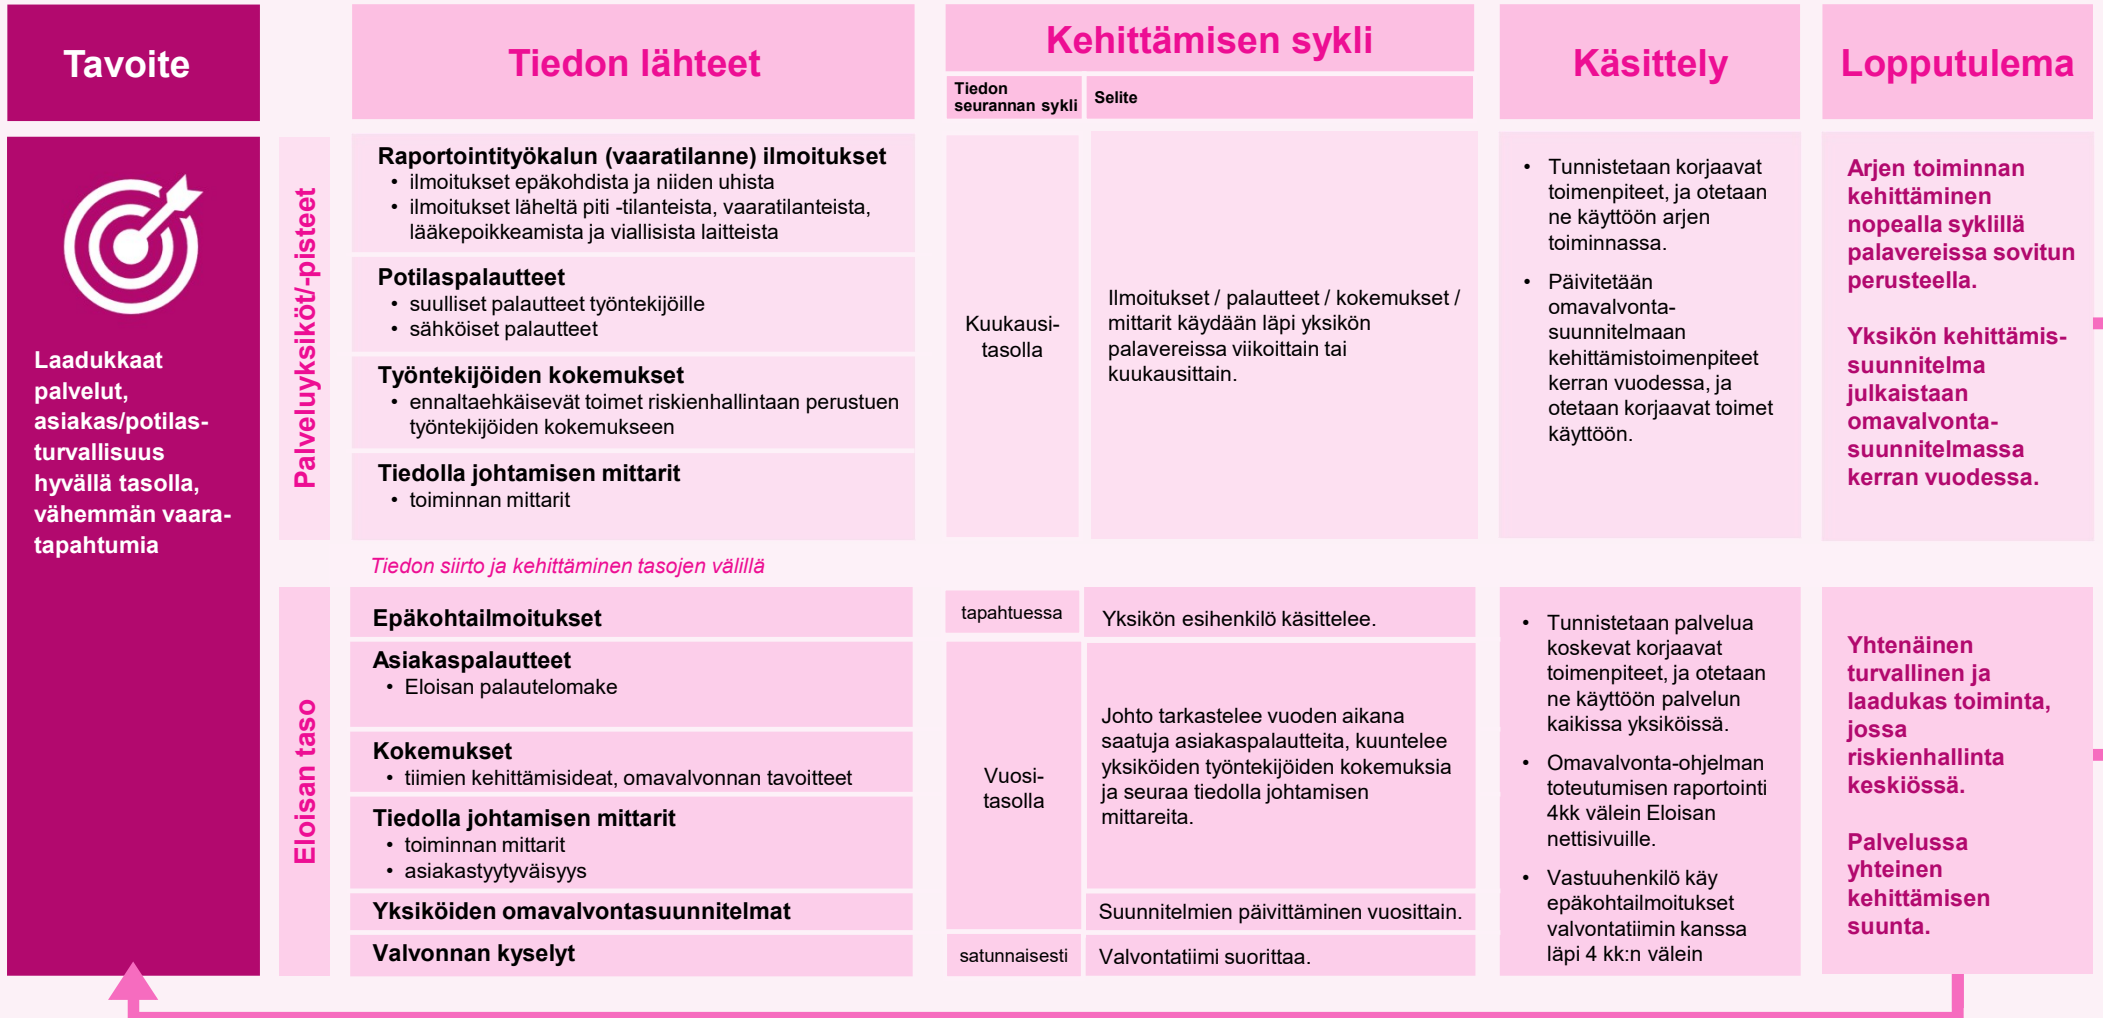 Tavoite
Tiedon lähteet
Kehittämisen sykli
Tiedon
seurannan sykli
Selite
Käsittely
Lopputulema
Laadukkaat
palvelut,
asiakas/potilas-
turvallisuus
hyvällä tasolla,
vähemmän vaara-
tapahtumia
Palveluyksiköt/-pisteet
Raportointityökalun (vaaratilanne) ilmoitukset
• ilmoitukset epäkohdista ja niiden uhista
• ilmoitukset läheltä piti -tilanteista, vaaratilanteista,
lääkepoikkeamista ja viallisista laitteista
Potilaspalautteet
• suulliset palautteet työntekijöille
• sähköiset palautteet
Työntekijöiden kokemukset
• ennaltaehkäisevät toimet riskienhallintaan perustuen
työntekijöiden kokemukseen
Tiedolla johtamisen mittarit
• toiminnan mittarit
Kuukausi-
tasolla
Ilmoitukset / palautteet / kokemukset /
mittarit käydään läpi yksikön
palavereissa viikoittain tai
kuukausittain.
• Tunnistetaan korjaavat
toimenpiteet, ja otetaan
ne käyttöön arjen
toiminnassa.
• Päivitetään
omavalvonta-
suunnitelmaan
kehittämistoimenpiteet
kerran vuodessa, ja
otetaan korjaavat toimet
käyttöön.
Arjen toiminnan
kehittäminen
nopealla syklillä
palavereissa sovitun
perusteella.
Yksikön kehittämis-
suunnitelma
julkaistaan
omavalvonta-
suunnitelmassa
kerran vuodessa.
Tiedon siirto ja kehittäminen tasojen välillä
Eloisan taso
Epäkohtailmoitukset
Asiakaspalautteet
• Eloisan palautelomake
Kokemukset
• tiimien kehittämisideat, omavalvonnan tavoitteet
Tiedolla johtamisen mittarit
• toiminnan mittarit
• asiakastyytyväisyys
Yksiköiden omavalvontasuunnitelmat
Valvonnan kyselyt
tapahtuessa
Yksikön esihenkilö käsittelee.
Vuosi-
tasolla
Johto tarkastelee vuoden aikana
saatuja asiakaspalautteita, kuuntelee
yksiköiden työntekijöiden kokemuksia
ja seuraa tiedolla johtamisen
mittareita.
Suunnitelmien päivittäminen vuosittain.
satunnaisesti
Valvontatiimi suorittaa.
• Tunnistetaan palvelua
koskevat korjaavat
toimenpiteet, ja otetaan
ne käyttöön palvelun
kaikissa yksiköissä.
• Omavalvonta-ohjelman
toteutumisen raportointi
4kk välein Eloisan
nettisivuille.
• Vastuuhenkilö käy
epäkohtailmoitukset
valvontatiimin kanssa
läpi 4 kk:n välein
Yhtenäinen
turvallinen ja
laadukas toiminta,
jossa
riskienhallinta
keskiössä.
Palvelussa
yhteinen
kehittämisen
suunta.